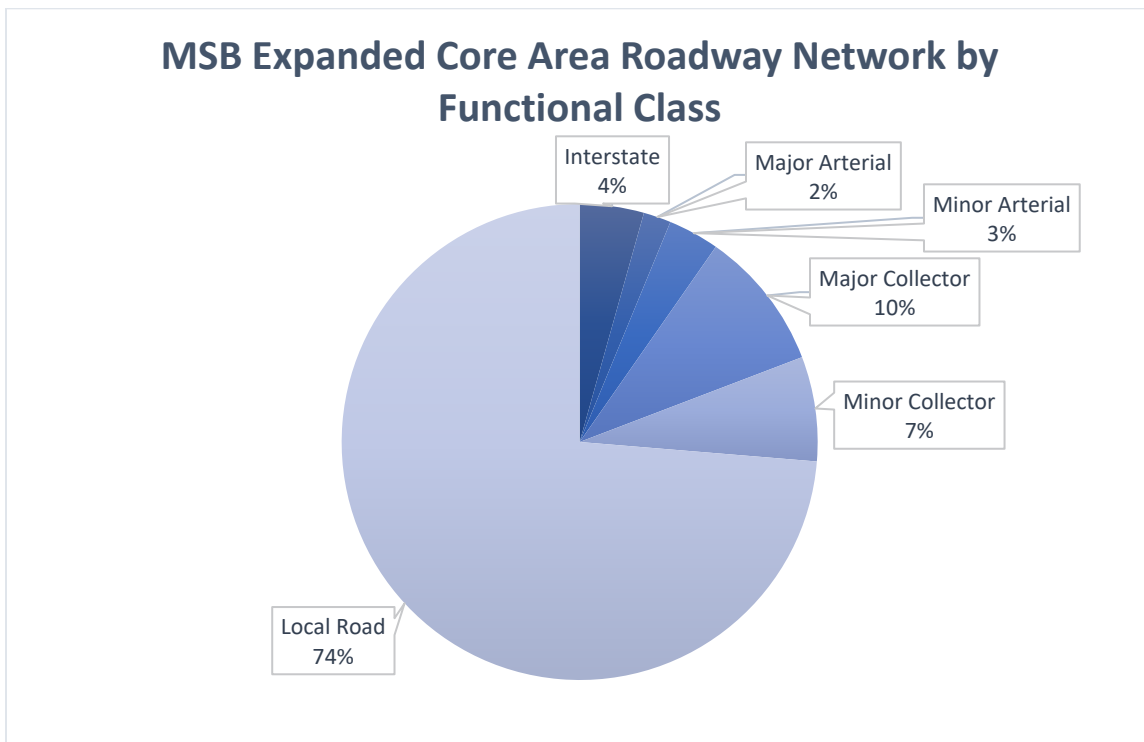 MSB Expanded Core Area Roadway Network by
Functional Class
Interstate
4%
Major Arterial
2%
Minor Arterial
3%
Major Collector
10%
Minor Collector
7%
Local Road
74%